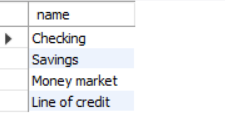 name
Checking
Savings
Money market
Line of credit